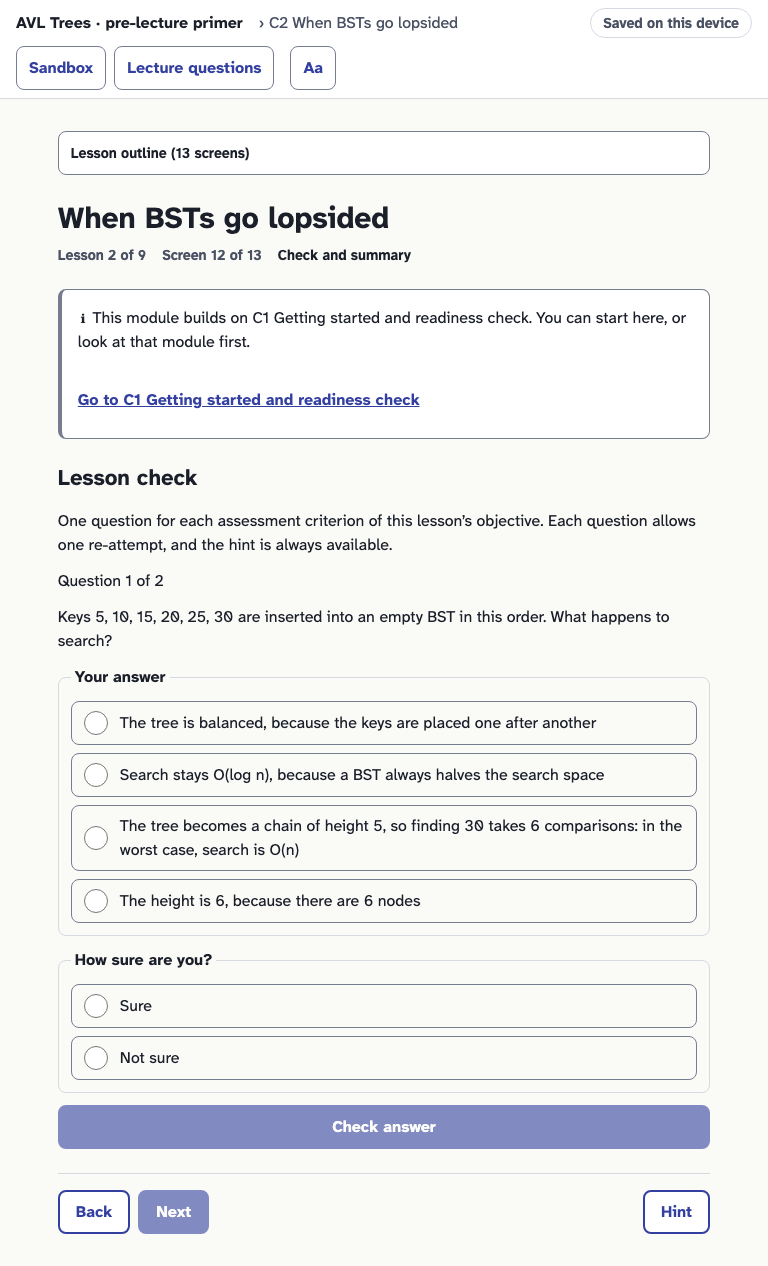 AVL Trees · pre-lecture primer › C2 When BSTs go lopsided Saved on this device
Sandbox Lecture questions Aa
Lesson outline (13 screens)
When BSTs go lopsided
Lesson 2 of 9 Screen 12 of 13 Check and summary
ℹ This module builds on C1 Getting started and readiness check. You can start here, or
look at that module first.
Go to C1 Getting started and readiness check
Lesson check
One question for each assessment criterion of this lesson’s objective. Each question allows
one re-attempt, and the hint is always available.
Question 1 of 2
Keys 5, 10, 15, 20, 25, 30 are inserted into an empty BST in this order. What happens to
search?
Your answer
The tree is balanced, because the keys are placed one after another
Search stays O(log n), because a BST always halves the search space
The tree becomes a chain of height 5, so finding 30 takes 6 comparisons: in the
worst case, search is O(n)
The height is 6, because there are 6 nodes
How sure are you?
Sure
Not sure
Check answer
Back Next Hint